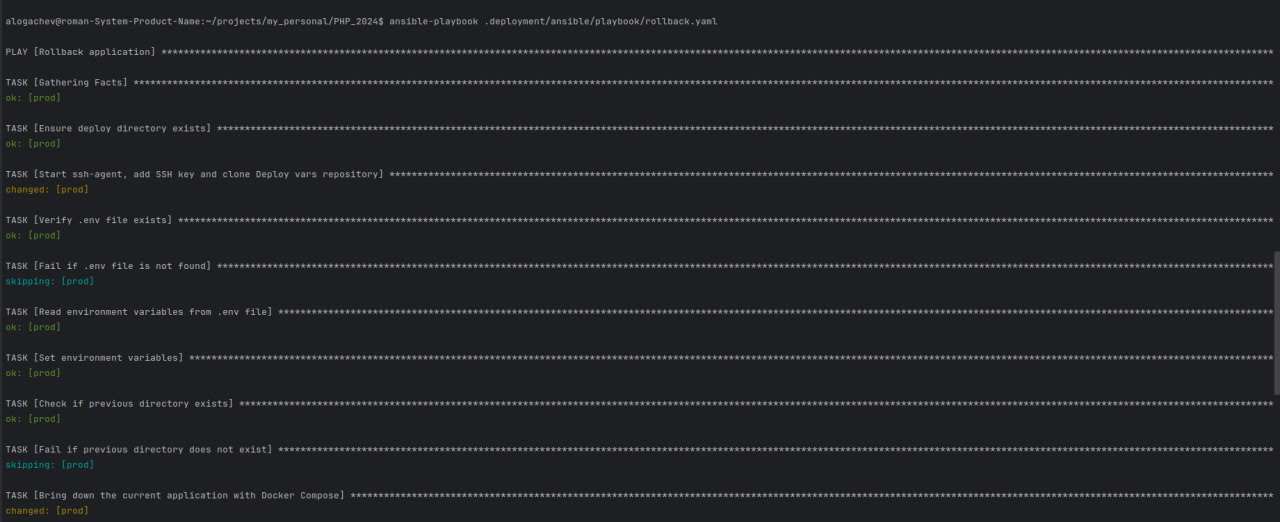 alogachev@roman-System-Product-Name:~/projects/my_personal/PHP_2024$ ansible-playbook .deployment/ansible/playbook/rollback.yaml
PLAY [Rollback application] ****************************************************************************************************************************************************************************************************
TASK [Gathering Facts] *********************************************************************************************************************************************************************************************************
ok: [prod]
TASK [Ensure deploy directory exists] ******************************************************************************************************************************************************************************************
ok: [prod]
TASK [Start ssh-agent, add SSH key and clone Deploy vars repository] ***********************************************************************************************************************************************************
changed: [prod]
TASK [Verify .env file exists] *************************************************************************************************************************************************************************************************
ok: [prod]
TASK [Fail if .env file is not found] ******************************************************************************************************************************************************************************************
skipping: [prod]
TASK [Read environment variables from .env file] *******************************************************************************************************************************************************************************
ok: [prod]
TASK [Set environment variables] ***********************************************************************************************************************************************************************************************
ok: [prod]
TASK [Check if previous directory exists] **************************************************************************************************************************************************************************************
ok: [prod]
TASK [Fail if previous directory does not exist] *******************************************************************************************************************************************************************************
skipping: [prod]
TASK [Bring down the current application with Docker Compose] ******************************************************************************************************************************************************************
changed: [prod]